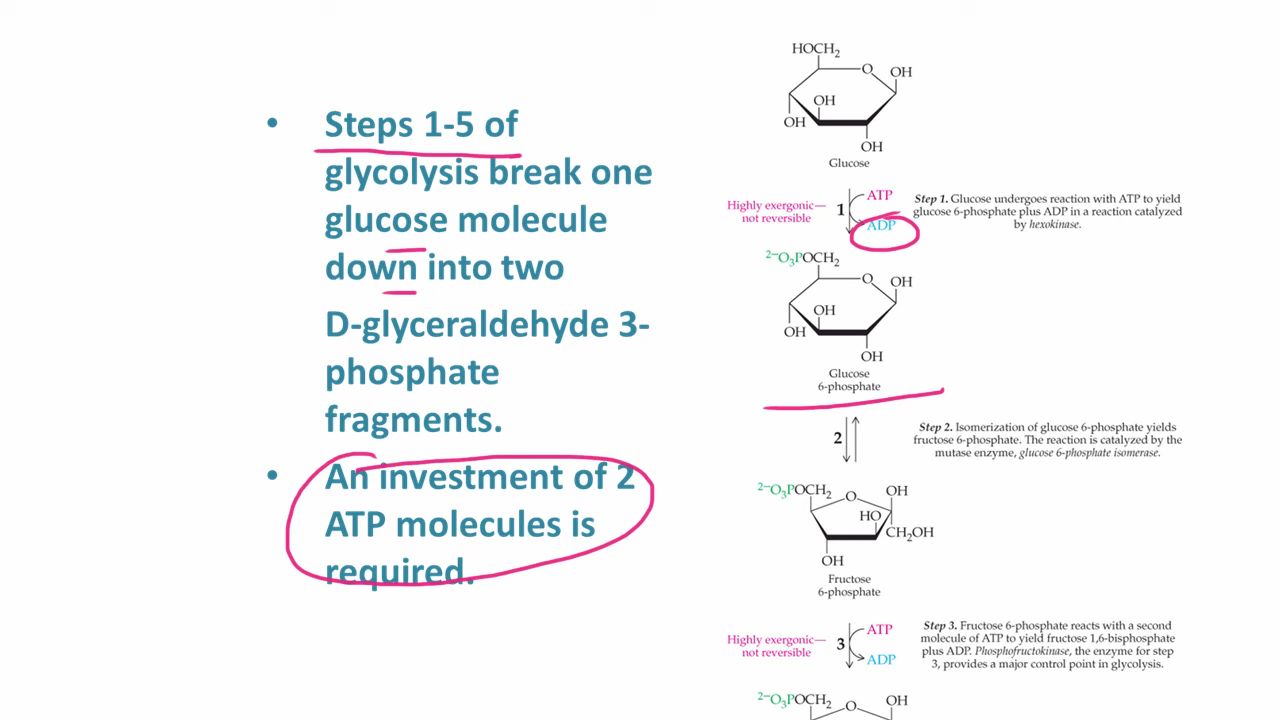 • Steps 1-5 of
glycolysis break one
glucose molecule
down into two
D-glyceraldehyde 3-
phosphate
fragments.
• An investment of 2
ATP molecules is
required.
HOCH₂
O
OH
OH
OH
OH
Glucose
Highly exergonic—
not reversible
1
ATP
ADP
Step 1. Glucose undergoes reaction with ATP to yield
glucose 6-phosphate plus ADP in a reaction catalyzed
by hexokinase.
²⁻O₃POCH₂
O
OH
OH
OH
OH
Glucose
6-phosphate
2
Step 2. Isomerization of glucose 6-phosphate yields
fructose 6-phosphate. The reaction is catalyzed by the
mutase enzyme, glucose 6-phosphate isomerase.
²⁻O₃POCH₂
O
OH
HO
CH₂OH
OH
Fructose
6-phosphate
Highly exergonic—
not reversible
3
ATP
ADP
Step 3. Fructose 6-phosphate reacts with a second
molecule of ATP to yield fructose 1,6-bisphosphate
plus ADP. Phosphofructokinase, the enzyme for step
3, provides a major control point in glycolysis.
²⁻O₃POCH₂
O
OH